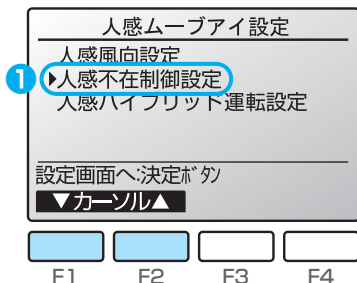 人感ムーブアイ設定
人感風向設定
1 ▶人感不在制御設定
人感ハイブリッド運転設定
設定画面へ:決定ボタン
▼カーソル▲
F1 F2 F3 F4